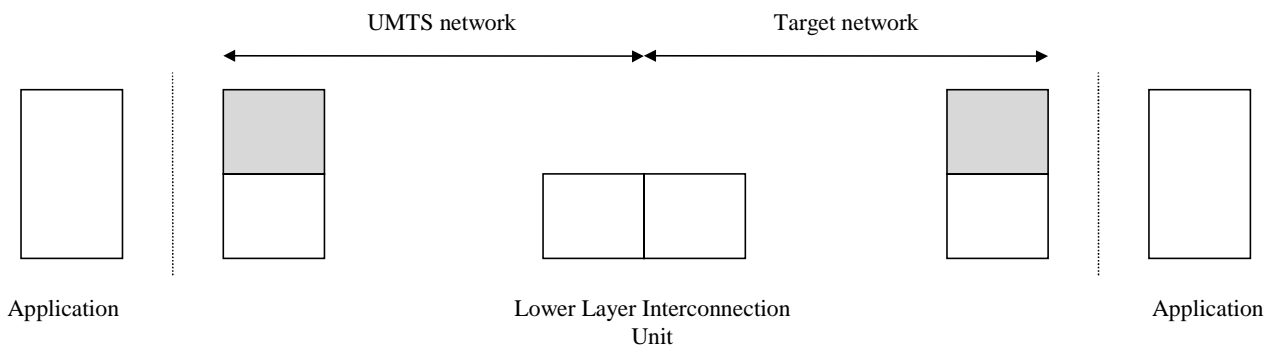 UMTS network
Target network
Application
Lower Layer Interconnection
Unit
Application